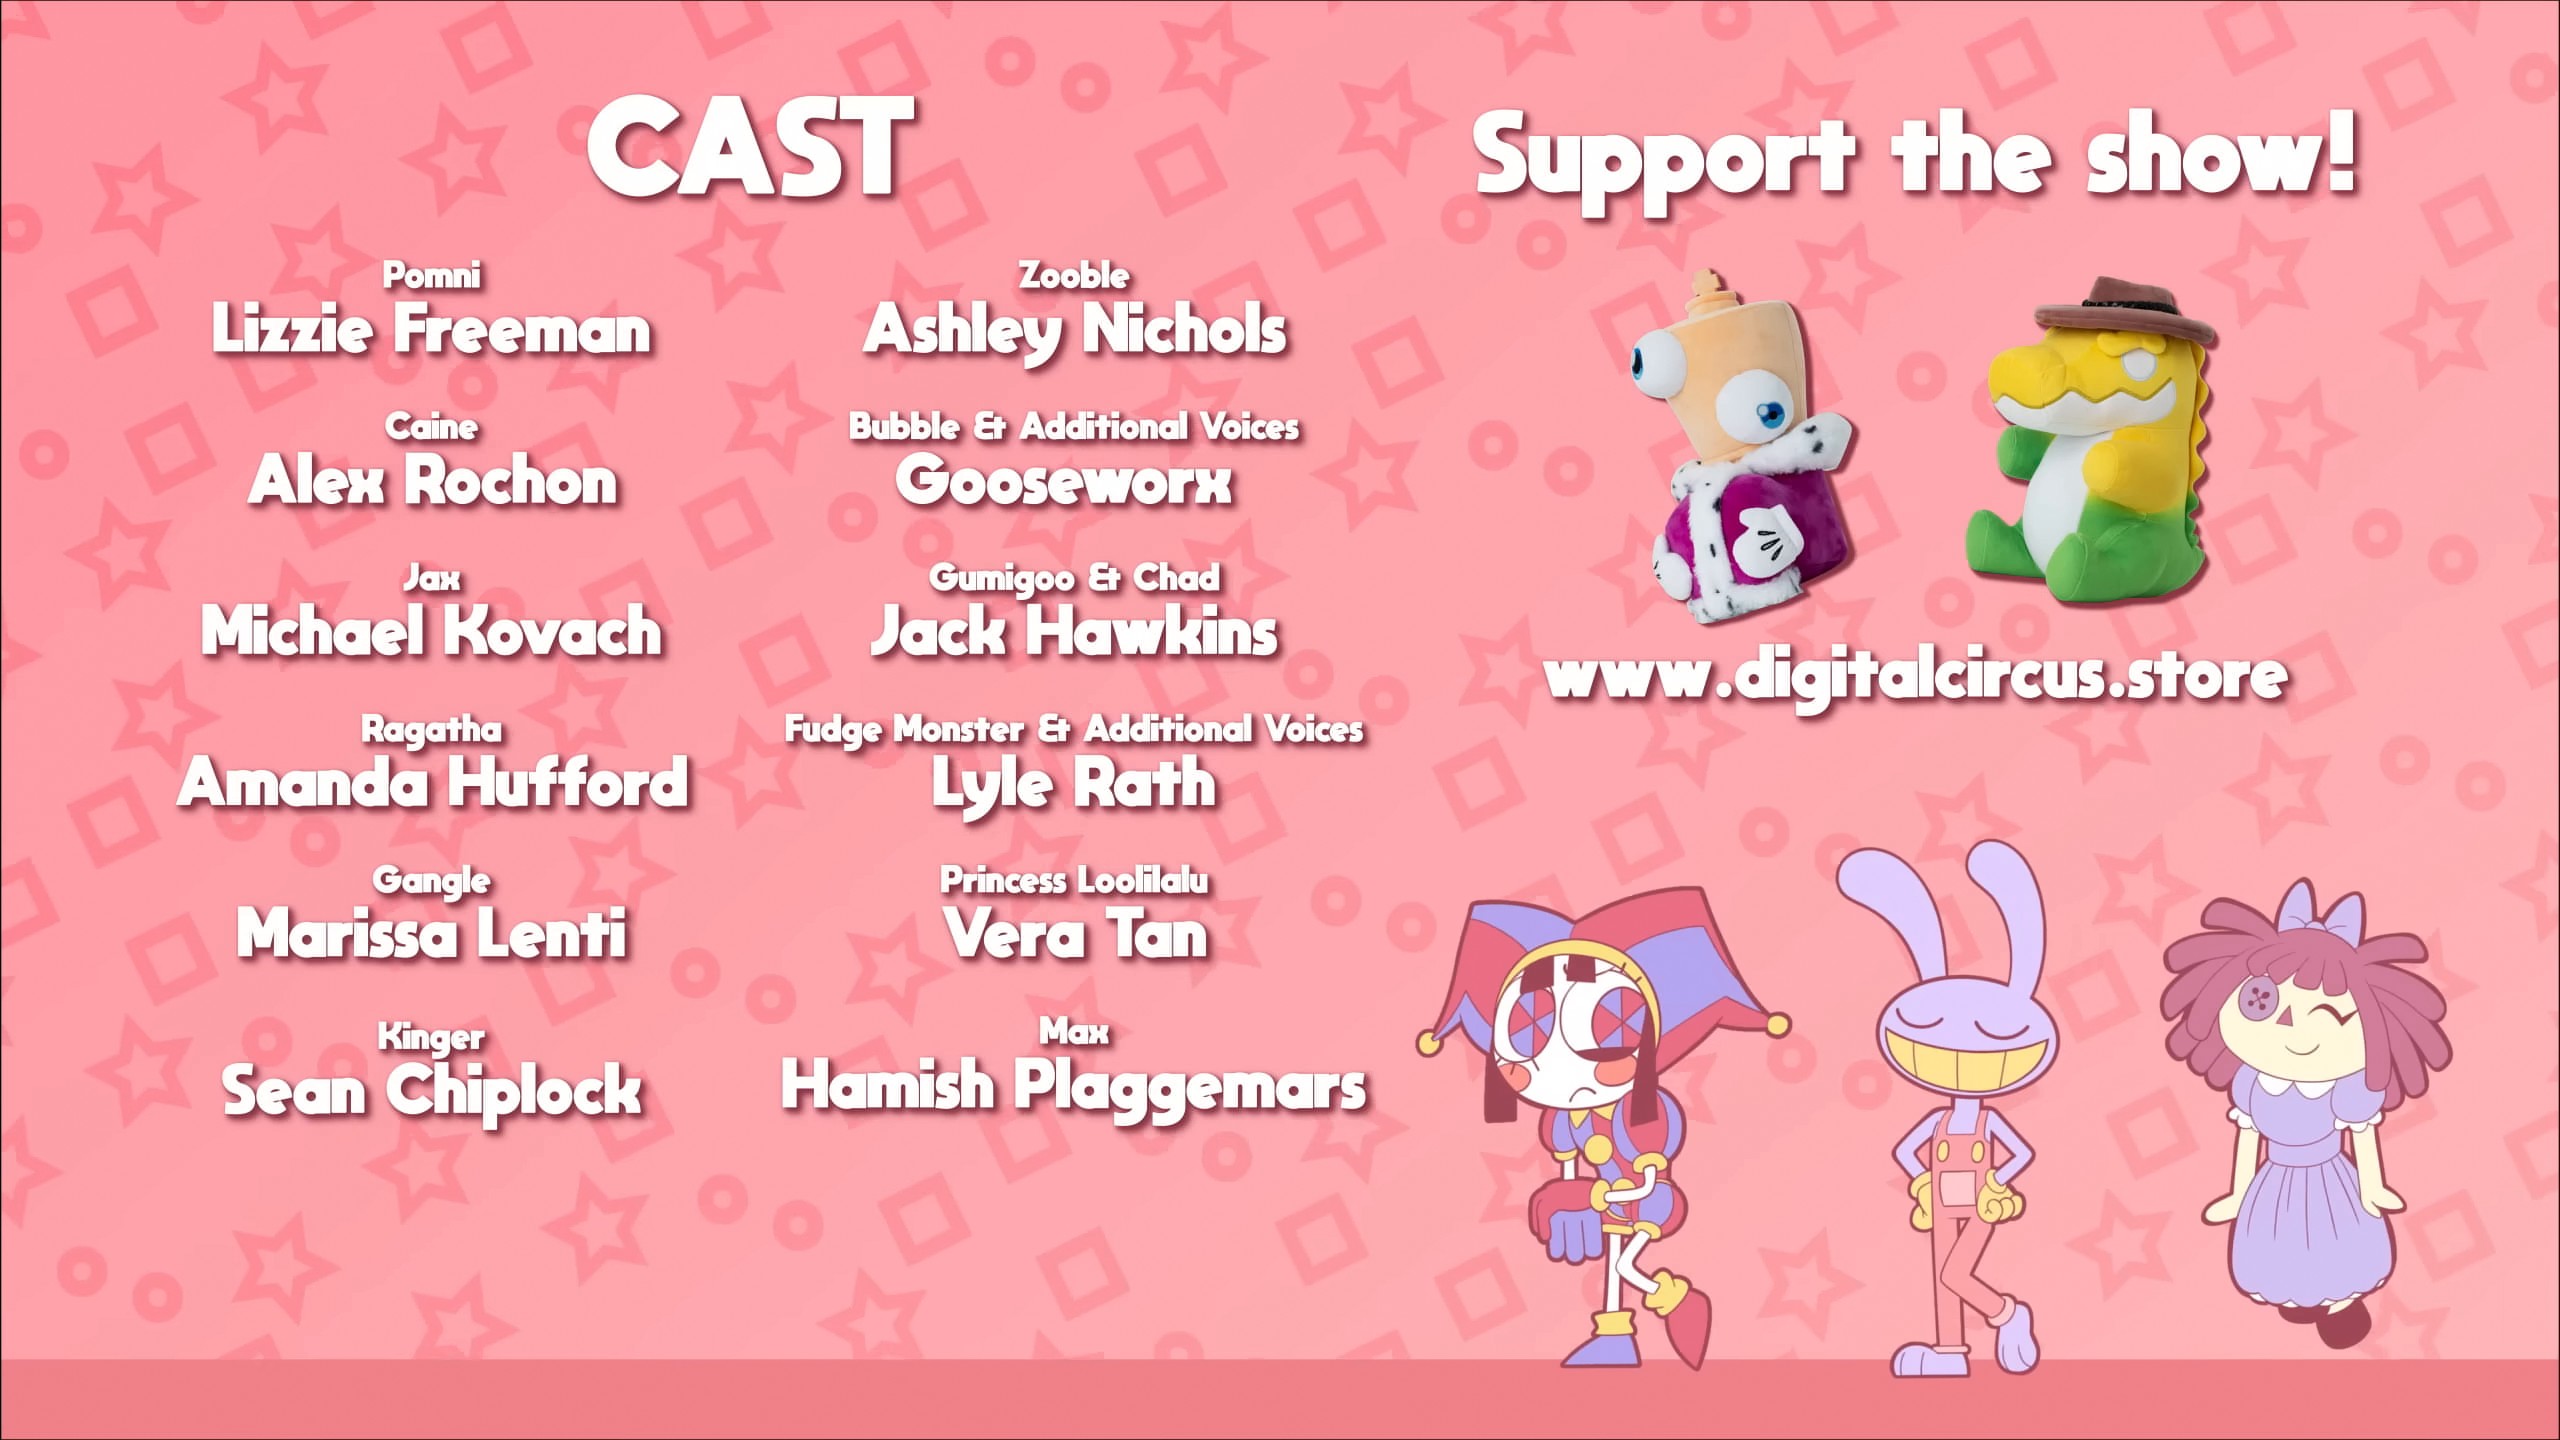 CAST
Pomni
Lizzie Freeman
Caine
Alex Rochon
Jax
Michael Kovach
Ragatha
Amanda Hufford
Gangle
Marissa Lenti
Kinger
Sean Chiplock
Zooble
Ashley Nichols
Bubble & Additional Voices
Gooseworx
Gumigoo & Chad
Jack Hawkins
Fudge Monster & Additional Voices
Lyle Rath
Princess Loolilalu
Vera Tan
Max
Hamish Plaggemars
Support the show!
www.digitalcircus.store